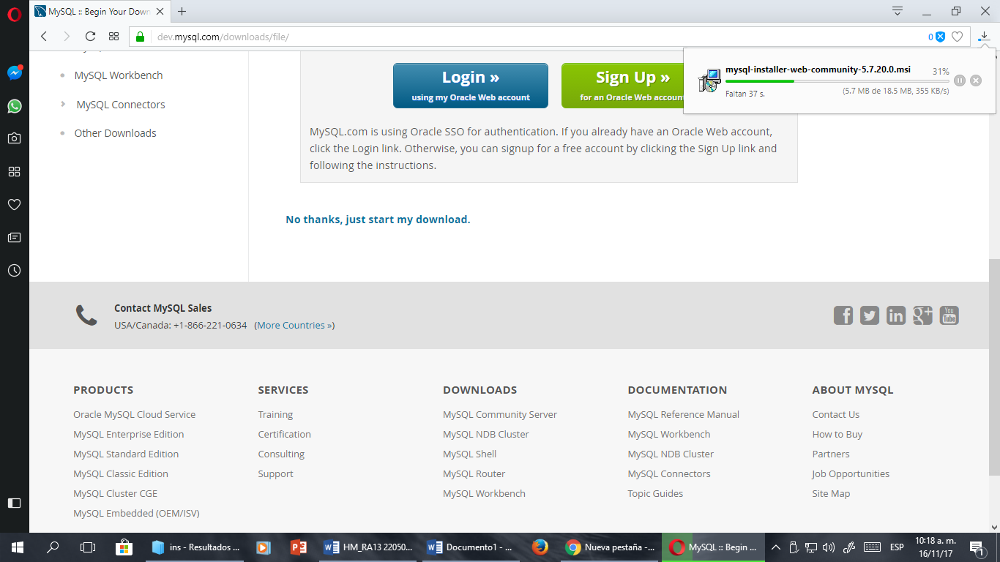 MySQL :: Begin Your Down
dev.mysql.com/downloads/file/
0
mysql-installer-web-community-5.7.20.0.msi
31%
Faltan 37 s.
(5.7 MB de 18.5 MB, 355 KB/s)
MySQL Workbench
MySQL Connectors
Other Downloads
Login »
using my Oracle Web account
Sign Up »
for an Oracle Web account
MySQL.com is using Oracle SSO for authentication. If you already have an Oracle Web account,
click the Login link. Otherwise, you can signup for a free account by clicking the Sign Up link and
following the instructions.
No thanks, just start my download.
Contact MySQL Sales
USA/Canada: +1-866-221-0634 (More Countries »)
You
Tube
PRODUCTS
Oracle MySQL Cloud Service
MySQL Enterprise Edition
MySQL Standard Edition
MySQL Classic Edition
MySQL Cluster CGE
MySQL Embedded (OEM/ISV)
SERVICES
Training
Certification
Consulting
Support
DOWNLOADS
MySQL Community Server
MySQL NDB Cluster
MySQL Shell
MySQL Router
MySQL Workbench
DOCUMENTATION
MySQL Reference Manual
MySQL Workbench
MySQL NDB Cluster
MySQL Connectors
Topic Guides
ABOUT MYSQL
Contact Us
How to Buy
Partners
Job Opportunities
Site Map
ins - Resultados ...
HM_RA13 22050...
Documento1 - ...
Nueva pestaña -...
MySQL :: Begin ...
ESP
10:18 a. m.
16/11/17
1